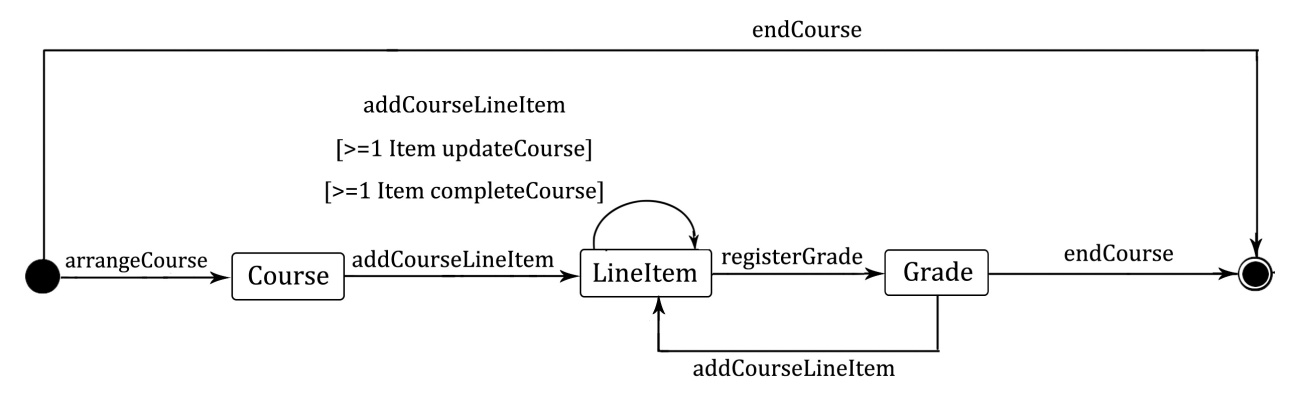 endCourse
addCourseLineItem
[>=1 Item updateCourse]
[>=1 Item completeCourse]
arrangeCourse
Course
addCourseLineItem
LineItem
registerGrade
Grade
endCourse
addCourseLineItem